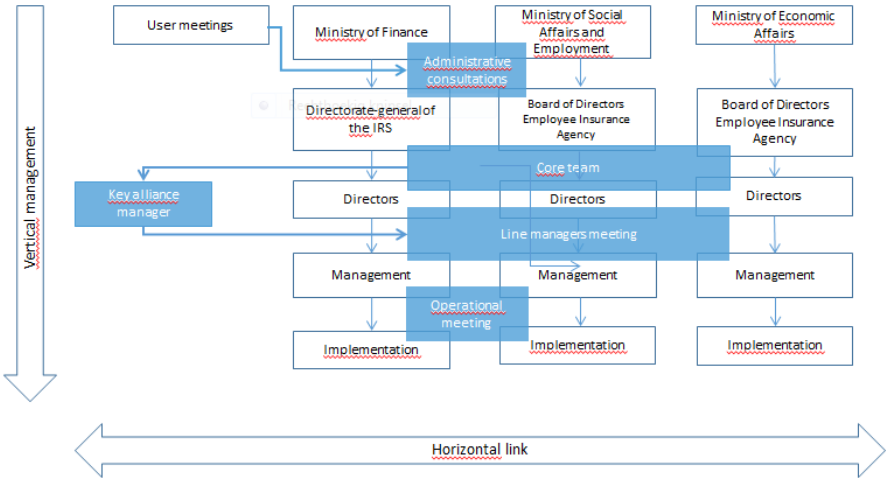 User meetings
Ministry of Finance
Ministry of Social
Affairs and
Employment
Ministry of Economic
Affairs
Administrative
consultations
Directorate-general of
the IRS
Board of Directors
Employee Insurance
Agency
Board of Directors
Employee Insurance
Agency
Core team
Key alliance
manager
Directors
Directors
Directors
Line managers meeting
Management
Management
Management
Operational
meeting
Implementation
Implementation
Implementation
Vertical management
Horizontal link